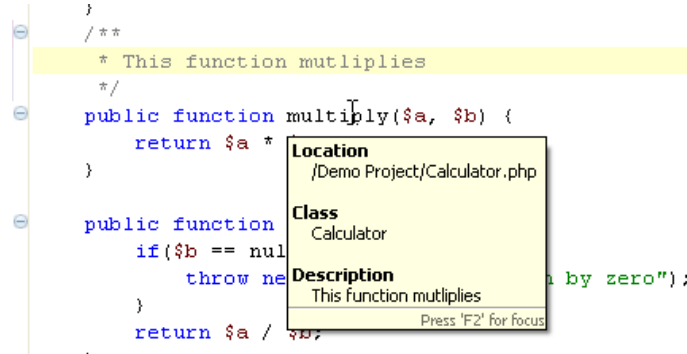 }
/**
* This function mutliplies
*/
public function multiply($a, $b) {
return $a *
}
Location
/Demo Project/Calculator.php
Class
Calculator
Description
This function mutliplies
Press 'F2' for focus
public function
if($b == nul
throw ne by zero");
}
return $a / $b;